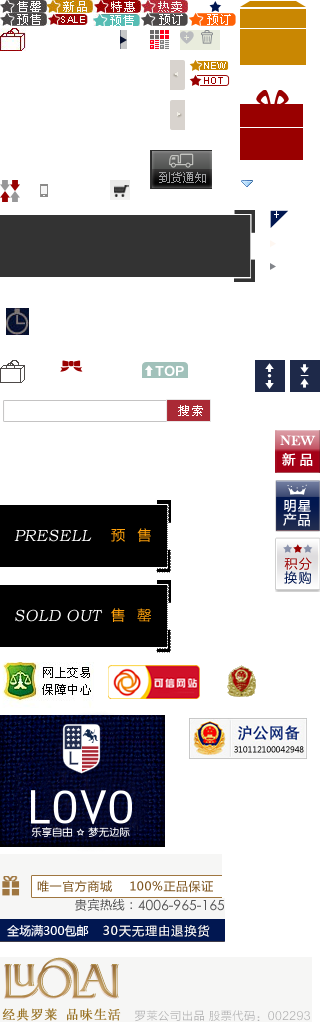 售罄 新品 特惠 热卖
售罄 SALE 预售 预订 预订
NEW
HOT
到货通知
TOP
搜索
NEW
新品
明星
产品
PRESELL 预售
积分
换购
SOLD OUT 售罄
网上交易
保障中心
可信网站
沪公网备
310112100042948
LOVO
乐享自由 ☆ 梦无边际
唯一官方商城 100%正品保证
贵宾热线：4006-965-165
全场满300包邮 30天无理由退换货
LUOLAI
经典罗莱 品味生活 罗莱公司出品 股票代码：002293